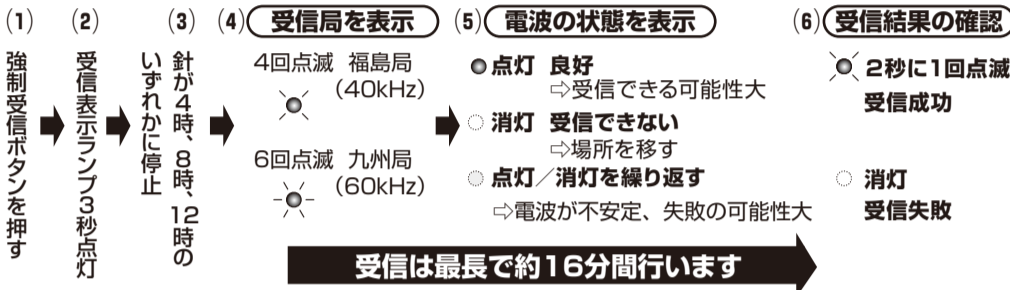 (1)
強制受信ボタンを押す
(2)
受信表示ランプ3秒点灯
(3)
針が4時、8時、12時の
いずれかに停止
(4) 受信局を表示
4回点滅 福島局
(40kHz)
6回点滅 九州局
(60kHz)
(5) 電波の状態を表示
点灯 良好
⇨受信できる可能性大
消灯 受信できない
⇨場所を移す
点灯/消灯を繰り返す
⇨電波が不安定、失敗の可能性大
(6) 受信結果の確認
2秒に1回点滅
受信成功
消灯
受信失敗
受信は最長で約16分間行います